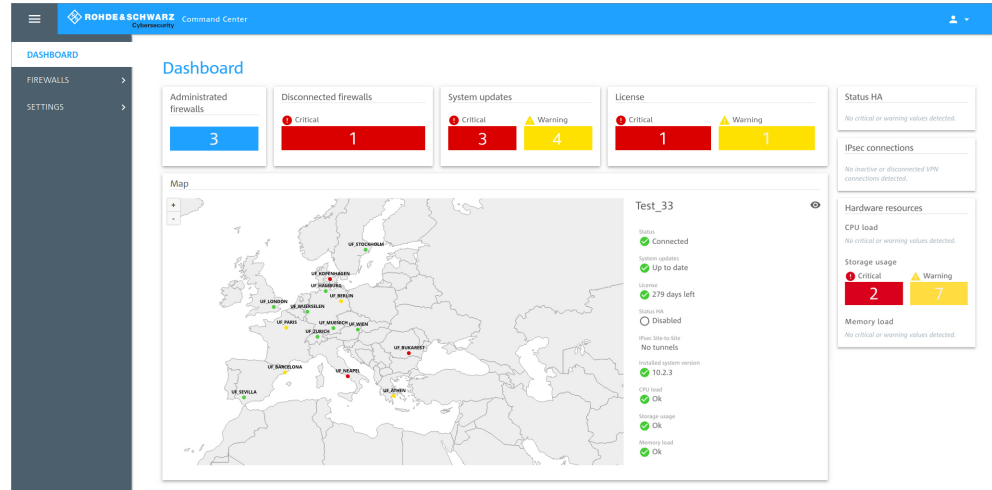 ROHDE & SCHWARZ
Cybersecurity
Command Center
DASHBOARD
FIREWALLS
SETTINGS
Dashboard
Administrated
firewalls
3
Disconnected firewalls
Critical
1
System updates
Critical
Warning
3
4
License
Critical
Warning
1
1
Status HA
No critical or warning values detected.
IPsec connections
No inactive or disconnected VPN
connections detected.
Hardware resources
CPU load
No critical or warning values detected.
Storage usage
Critical
Warning
2
7
Memory load
No critical or warning values detected.
Map
+
-
UF_STOCKHOLM
UF_KOPENHAGEN
UF_HAMBURG
UF_BERLIN
UF_LONDON
UF_WUERSELEN
UF_PARIS
UF_MUENICH
UF_WIEN
UF_ZURICH
UF_BUKAREST
UF_BARCELONA
UF_NEAPEL
UF_SEVILLA
UF_ATHEN
Test_33
Status
Connected
System updates
Up to date
License
279 days left
Status HA
Disabled
IPsec Site-to-Site
No tunnels
Installed system version
10.2.3
CPU load
Ok
Storage usage
Ok
Memory load
Ok